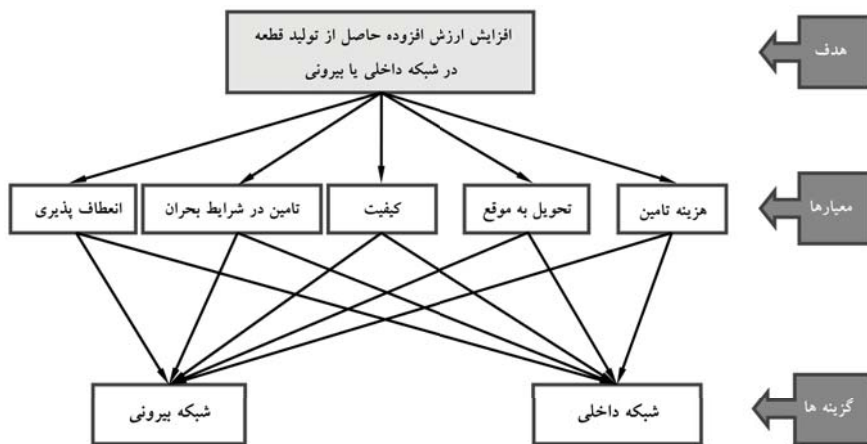 هدف
افزایش ارزش افزوده حاصل از تولید قطعه
در شبکه داخلی یا بیرونی
معیارها
هزینه تامین
تحویل به موقع
کیفیت
تامین در شرایط بحران
انعطاف پذیری
گزینه ها
شبکه داخلی
شبکه بیرونی